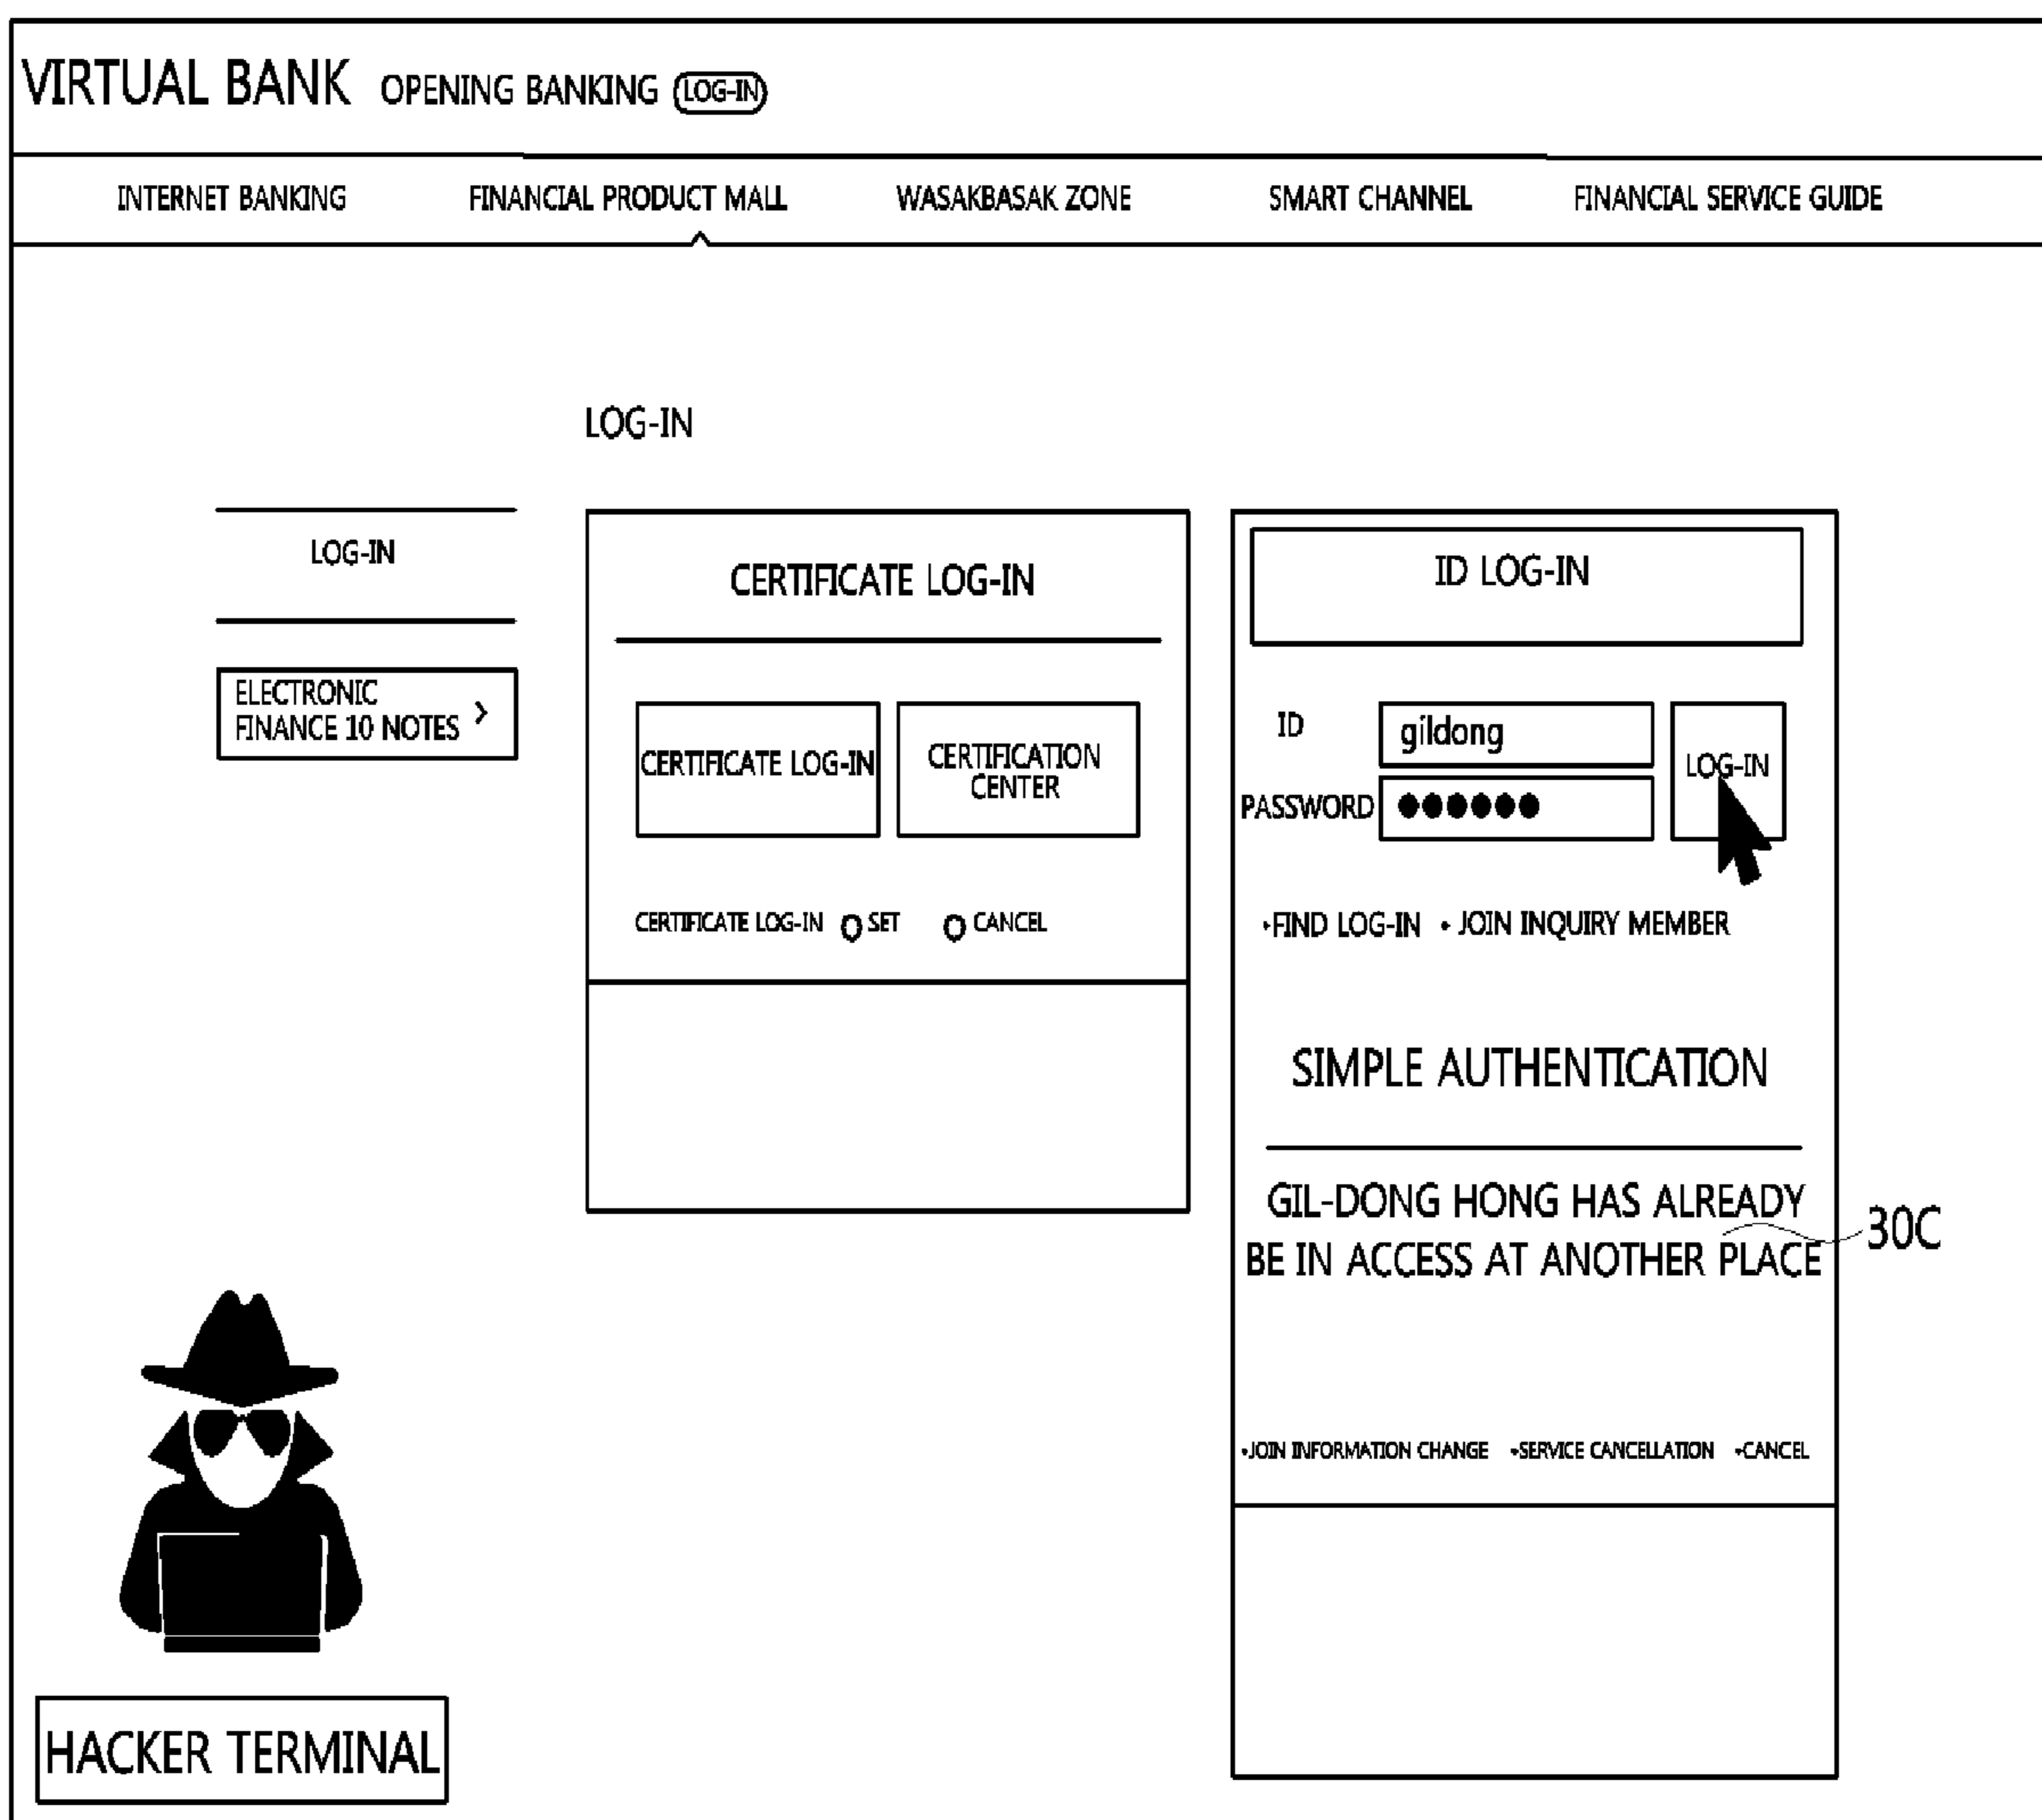 VIRTUAL BANK OPENING BANKING LOG-IN
INTERNET BANKING FINANCIAL PRODUCT MALL WASAKBASAK ZONE SMART CHANNEL FINANCIAL SERVICE GUIDE
LOG-IN
LOG-IN
ELECTRONIC
FINANCE 10 NOTES >
CERTIFICATE LOG-IN
CERTIFICATE LOG-IN
CERTIFICATION
CENTER
CERTIFICATE LOG-IN SET CANCEL
ID LOG-IN
ID gildong
LOG-IN
PASSWORD ●●●●●●
•FIND LOG-IN • JOIN INQUIRY MEMBER
SIMPLE AUTHENTICATION
GIL-DONG HONG HAS ALREADY
BE IN ACCESS AT ANOTHER PLACE
30C
•JOIN INFORMATION CHANGE •SERVICE CANCELLATION •CANCEL
HACKER TERMINAL